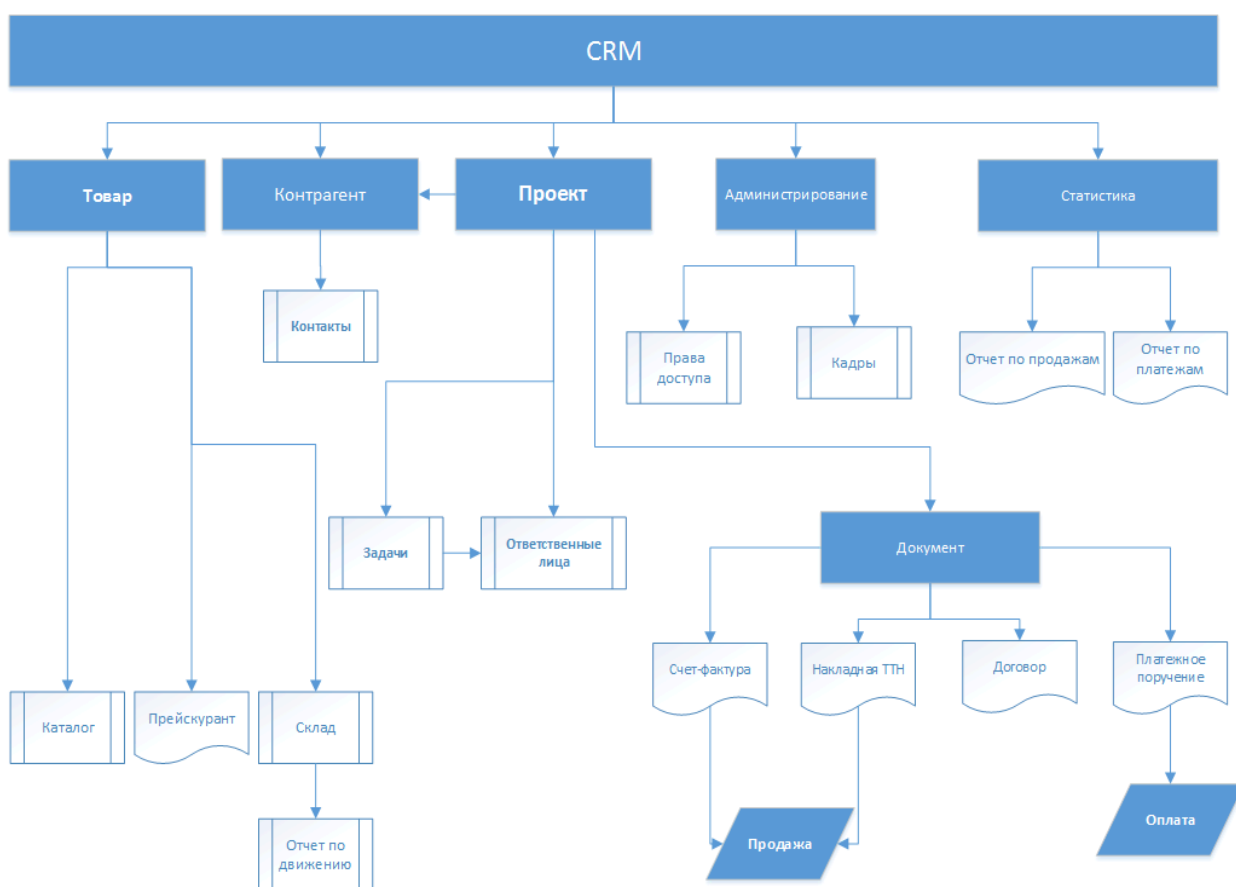 CRM
Товар
Контрагент
Проект
Администрирование
Статистика
Контакты
Права
доступа
Кадры
Отчет по продажам
Отчет по
платежам
Задачи
Ответственные
лица
Документ
Счет-фактура
Накладная ТТН
Договор
Платежное
поручение
Каталог
Прейскурант
Склад
Отчет по
движению
Продажа
Оплата